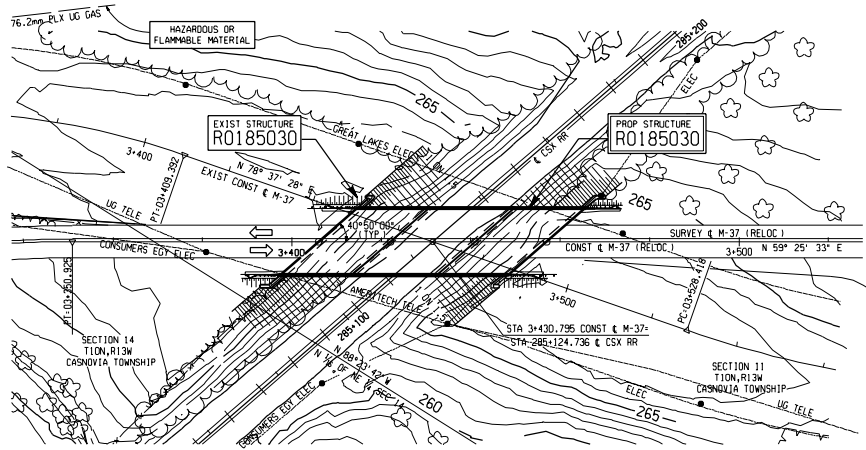 76.2mm PLX UG GAS
HAZARDOUS OR
FLAMMABLE MATERIAL
285+200
ELEC
265
EXIST STRUCTURE
R0185030
PROP STRUCTURE
R0185030
GREAT LAKES ELEC
℄ CSX RR
3+400
N 78° 37' 28" E
EXIST CONST ℄ M-37
PT:03+409.392
UG TELE
265
40°50'00"
(TYP.)
SURVEY ℄ M-37 (RELOC)
CONSUMERS EGY ELEC
3+400
CONST ℄ M-37 (RELOC)
3+500
N 59° 25' 33" E
AMERITECH TELE
3+500
PC:03+528.418
285+100
STA 3+430.795 CONST ℄ M-37=
STA 285+124.736 ℄ CSX RR
SECTION 14
T10N,R13W
CASNOVIA TOWNSHIP
SECTION 11
T10N,R13W
CASNOVIA TOWNSHIP
CONSUMERS EGY ELEC
260
ELEC
265
UG TELE